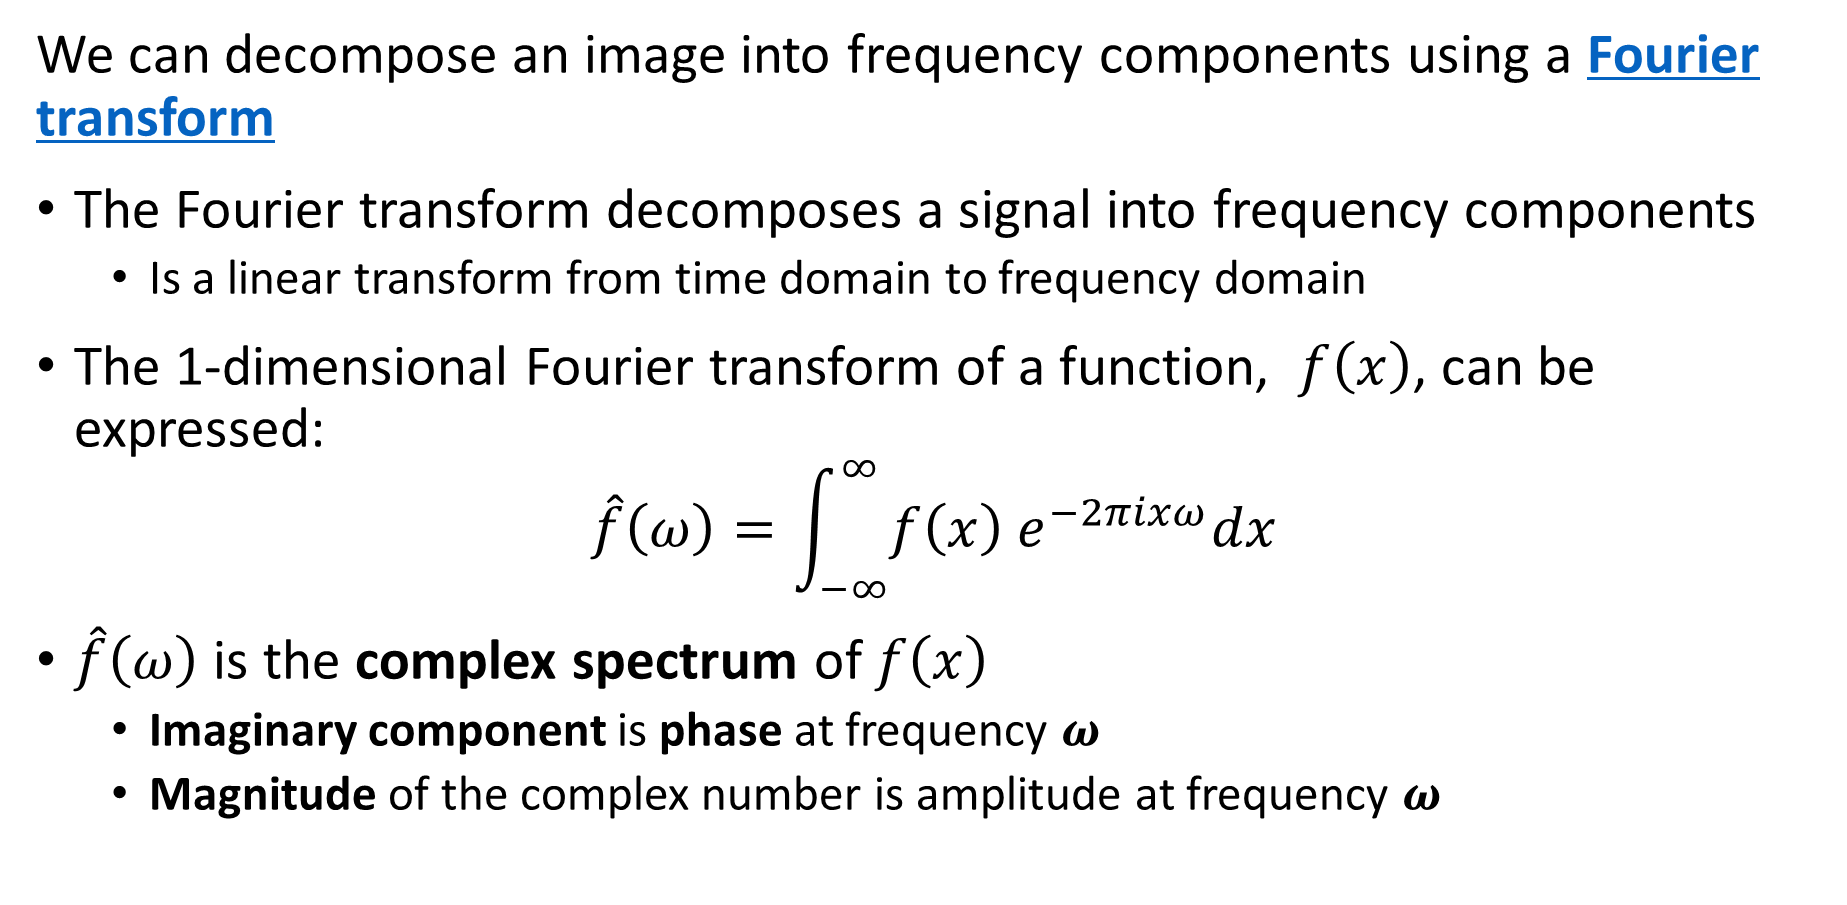 We can decompose an image into frequency components using a Fourier
transform
• The Fourier transform decomposes a signal into frequency components
• Is a linear transform from time domain to frequency domain
• The 1-dimensional Fourier transform of a function, 𝑓(𝑥), can be
expressed:
𝑓̂(𝜔) = ∫_{−∞}^{∞} 𝑓(𝑥) 𝑒^{−2𝜋𝑖𝑥𝜔} 𝑑𝑥
• 𝑓̂(𝜔) is the complex spectrum of 𝑓(𝑥)
• Imaginary component is phase at frequency 𝝎
• Magnitude of the complex number is amplitude at frequency 𝝎